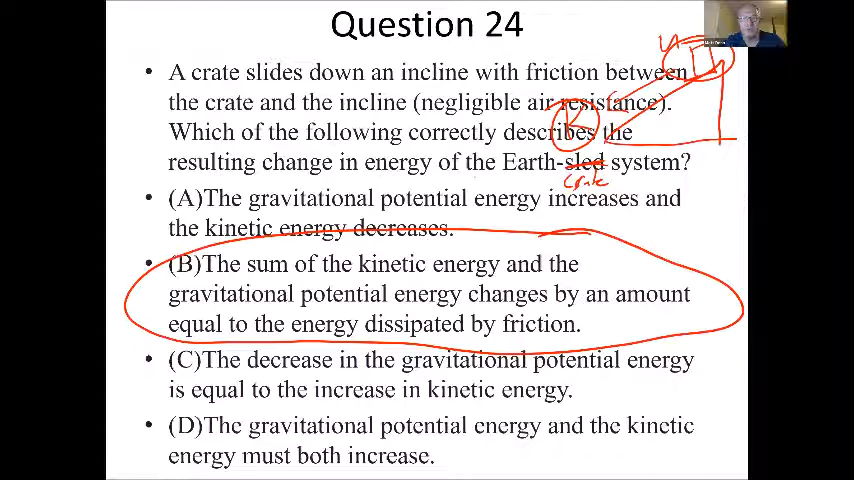 Question 24
• A crate slides down an incline with friction between
the crate and the incline (negligible air resistance).
Which of the following correctly describes the
resulting change in energy of the Earth-sled system?
crate
• (A)The gravitational potential energy increases and
the kinetic energy decreases.
• (B)The sum of the kinetic energy and the
gravitational potential energy changes by an amount
equal to the energy dissipated by friction.
• (C)The decrease in the gravitational potential energy
is equal to the increase in kinetic energy.
• (D)The gravitational potential energy and the kinetic
energy must both increase.
K